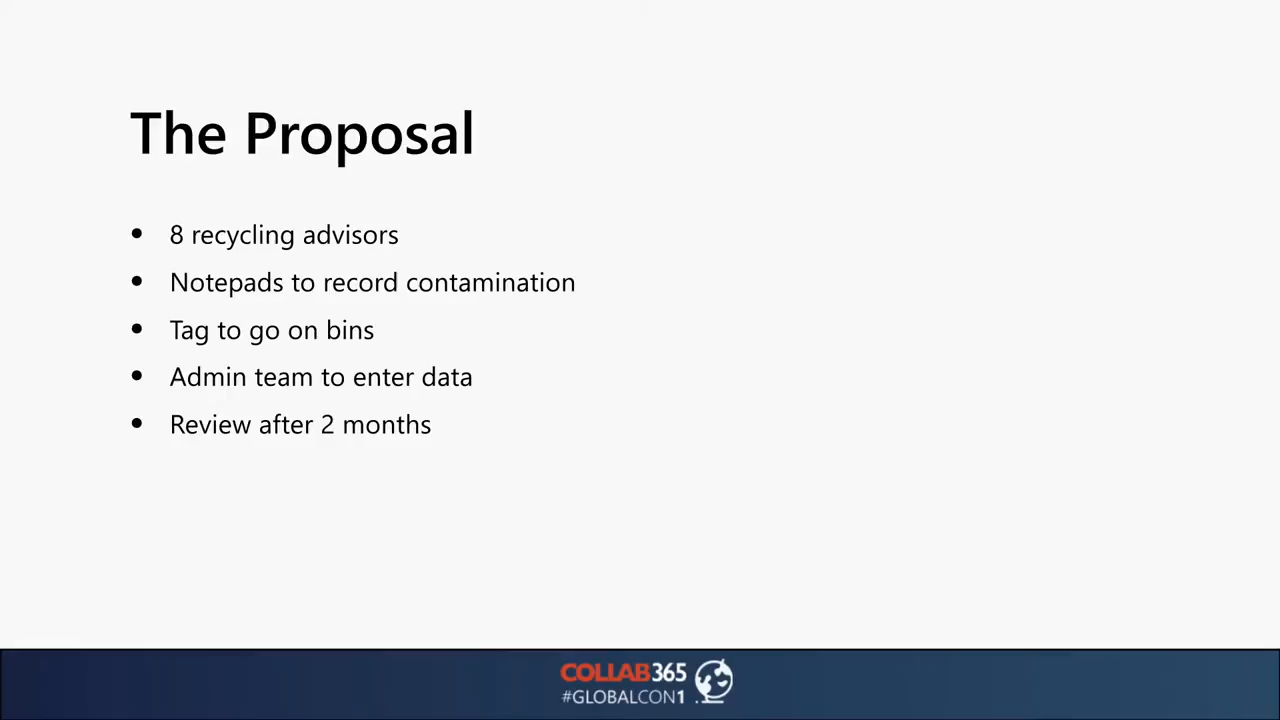 The Proposal
• 8 recycling advisors
• Notepads to record contamination
• Tag to go on bins
• Admin team to enter data
• Review after 2 months
COLLAB365
#GLOBALCON1